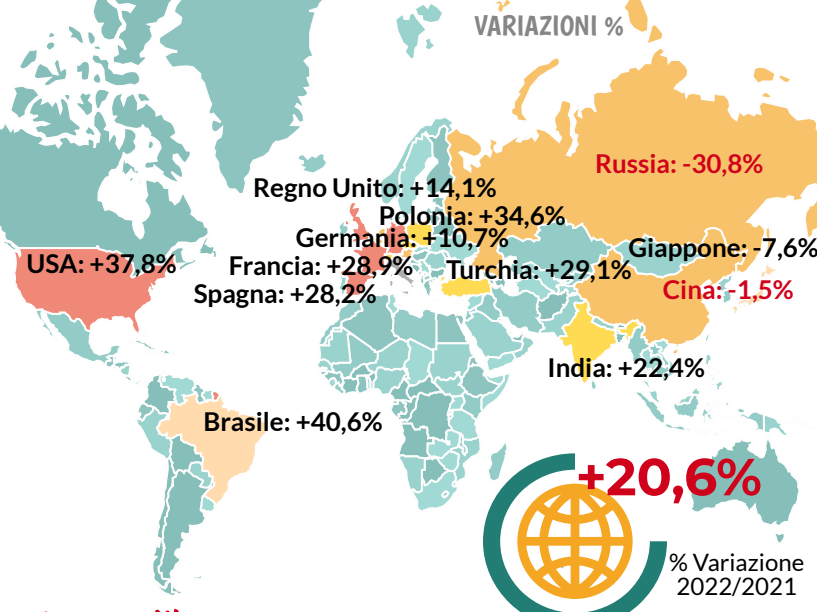 VARIAZIONI %
Russia: -30,8%
Regno Unito: +14,1%
Polonia: +34,6%
Germania: +10,7%
Giappone: -7,6%
USA: +37,8%
Francia: +28,9%
Turchia: +29,1%
Spagna: +28,2%
Cina: -1,5%
India: +22,4%
Brasile: +40,6%
+20,6%
% Variazione
2022/2021